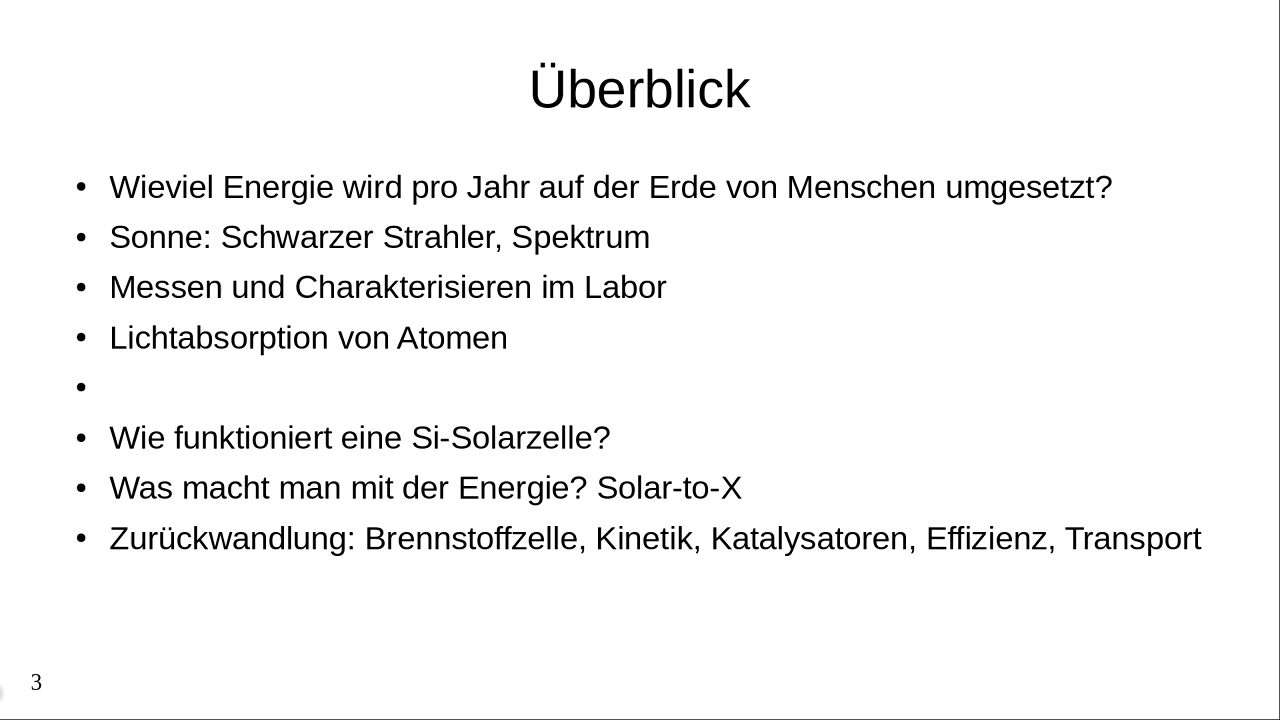 Überblick
• Wieviel Energie wird pro Jahr auf der Erde von Menschen umgesetzt?
• Sonne: Schwarzer Strahler, Spektrum
• Messen und Charakterisieren im Labor
• Lichtabsorption von Atomen
•
• Wie funktioniert eine Si-Solarzelle?
• Was macht man mit der Energie? Solar-to-X
• Zurückwandlung: Brennstoffzelle, Kinetik, Katalysatoren, Effizienz, Transport
3